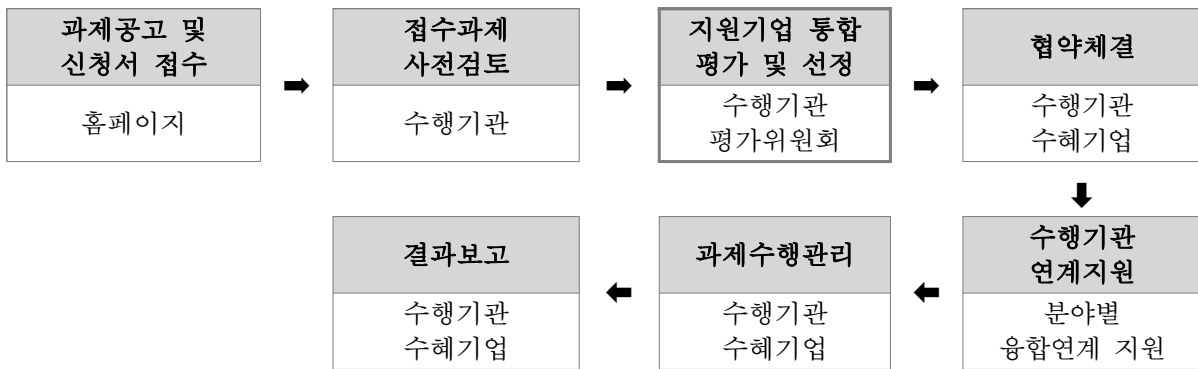 과제공고 및
신청서 접수
홈페이지
➡
접수과제
사전검토
수행기관
➡
지원기업 통합
평가 및 선정
수행기관
평가위원회
➡
협약체결
수행기관
수혜기업
⬇
수행기관
연계지원
분야별
융합연계 지원
⬅
과제수행관리
수행기관
수혜기업
⬅
결과보고
수행기관
수혜기업